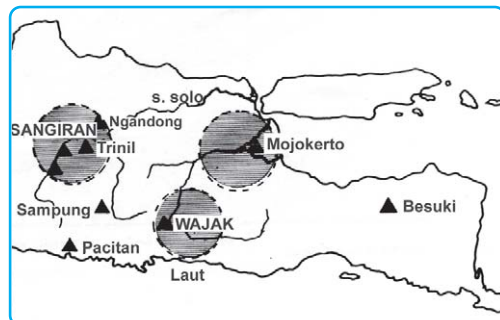 s. solo
Ngandong
SANGIRAN
Trinil
Mojokerto
Sampung
WAJAK
Besuki
Pacitan
Laut